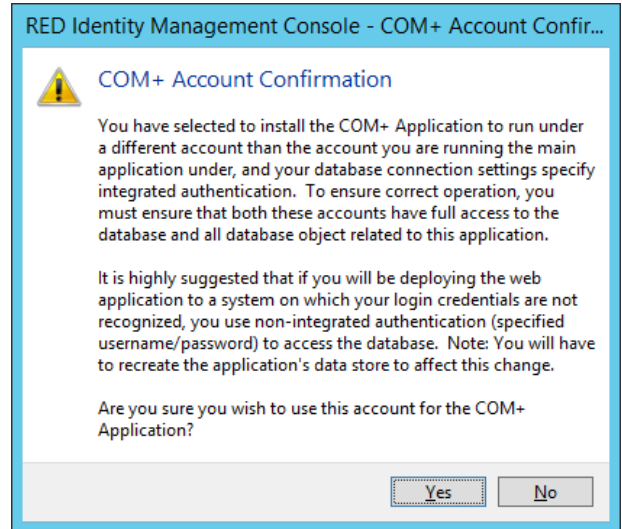 RED Identity Management Console - COM+ Account Confir...
COM+ Account Confirmation
You have selected to install the COM+ Application to run under
a different account than the account you are running the main
application under, and your database connection settings specify
integrated authentication.  To ensure correct operation, you
must ensure that both these accounts have full access to the
database and all database object related to this application.
It is highly suggested that if you will be deploying the web
application to a system on which your login credentials are not
recognized, you use non-integrated authentication (specified
username/password) to access the database.  Note: You will have
to recreate the application's data store to affect this change.
Are you sure you wish to use this account for the COM+
Application?
Yes
No